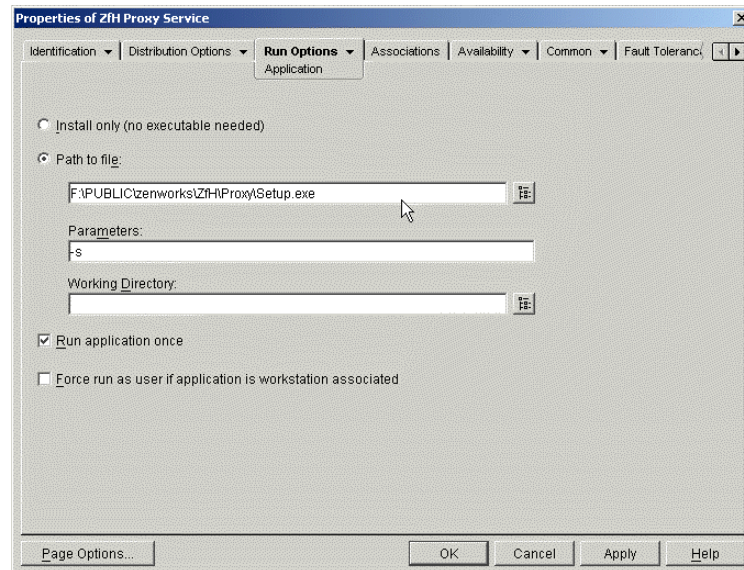 Properties of ZfH Proxy Service
Identification Distribution Options Run Options Associations Availability Common Fault Toleranc
Application
Install only (no executable needed)
Path to file:
F:\PUBLIC\zenworks\ZfH\Proxy\Setup.exe
Parameters:
-s
Working Directory:
Run application once
Force run as user if application is workstation associated
Page Options... OK Cancel Apply Help